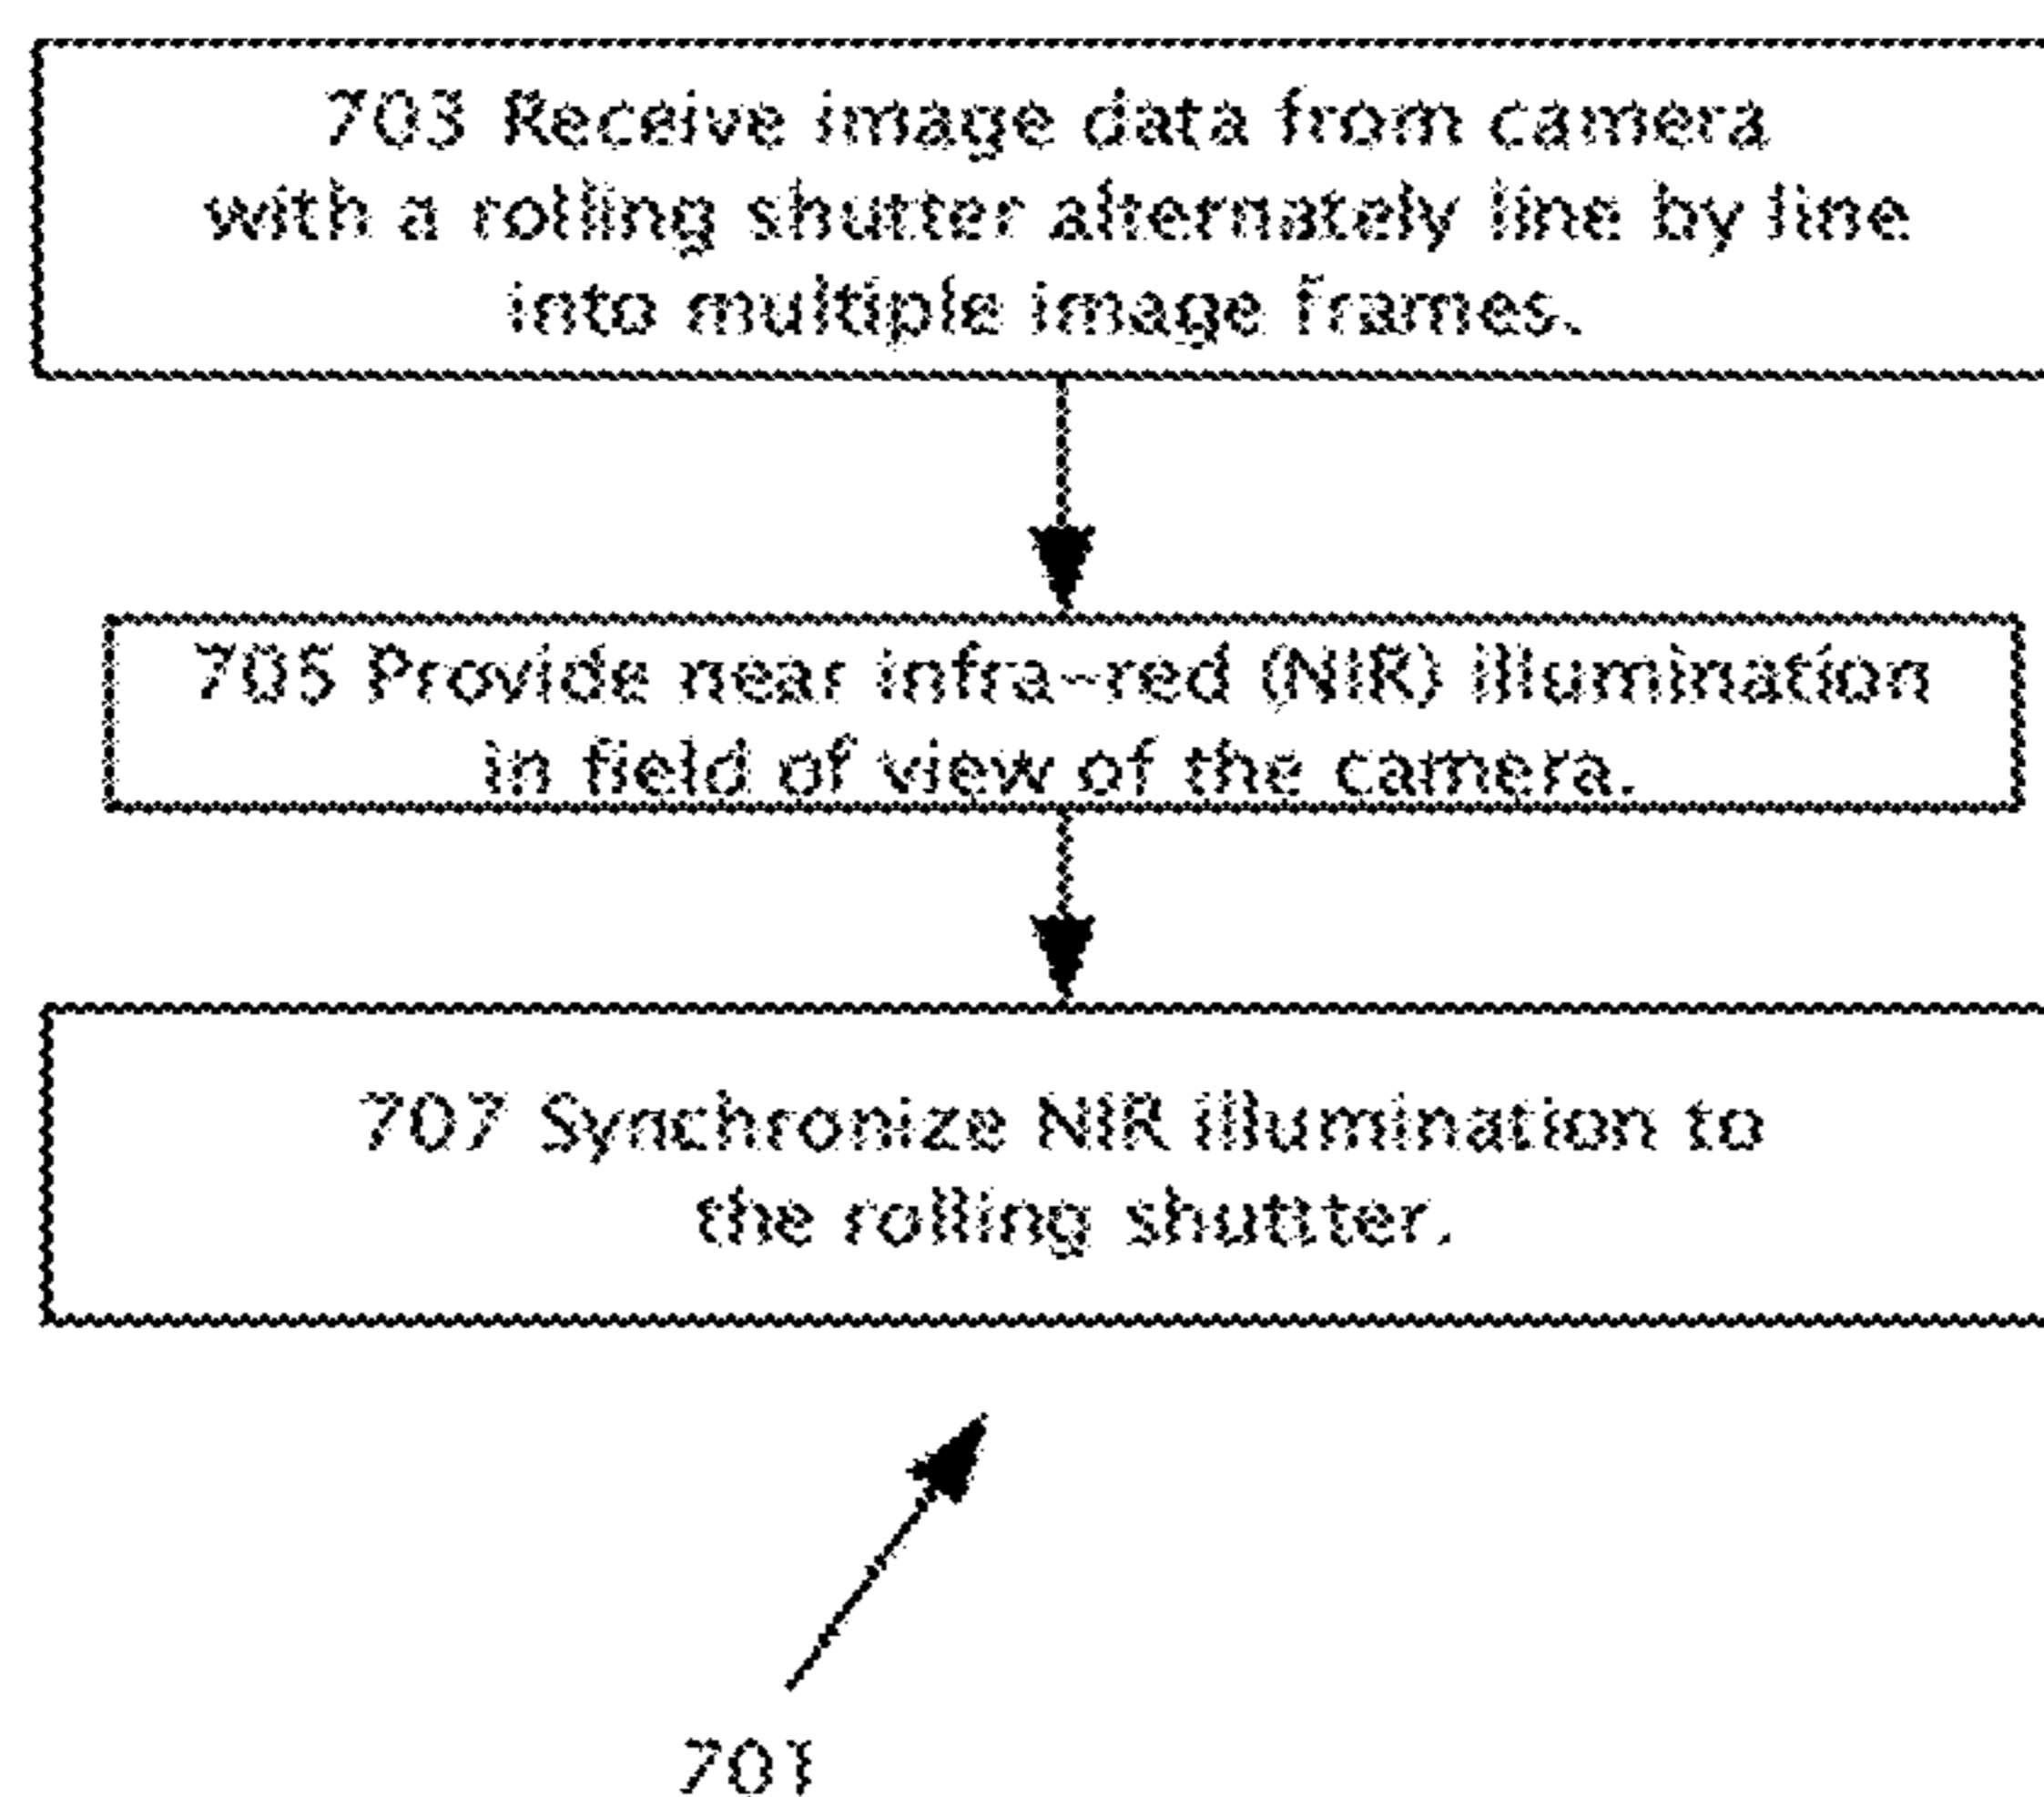 703 Receive image data from camera
with a rolling shutter alternately line by line
into multiple image frames.
705 Provide near infra-red (NIR) illumination
in field of view of the camera.
707 Synchronize NIR illumination to
the rolling shuttter.
701